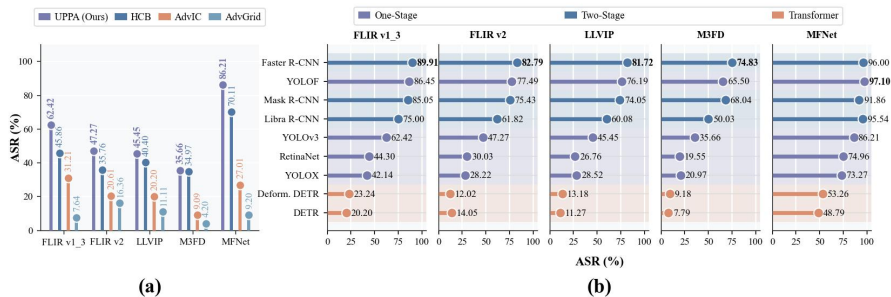 UPPA (Ours) HCB AdvIC AdvGrid
ASR (%)
100
80
60
40
20
0
62.42 45.86 31.21 7.64
47.27 35.76 20.61 16.36
45.45 40.40 20.20 11.11
35.66 34.97 9.09 4.20
86.21 70.11 27.01 9.20
FLIR v1_3 FLIR v2 LLVIP M3FD MFNet
(a)
One-Stage Two-Stage Transformer
FLIR v1_3 FLIR v2 LLVIP M3FD MFNet
Faster R-CNN 89.91 82.79 81.72 74.83 96.00
YOLOF 86.45 77.49 76.19 65.50 97.10
Mask R-CNN 85.05 75.43 74.05 68.04 91.86
Libra R-CNN 75.00 61.82 60.08 50.03 95.54
YOLOv3 62.42 47.27 45.45 35.66 86.21
RetinaNet 44.30 30.03 26.76 19.55 74.96
YOLOX 42.14 28.22 28.52 20.97 73.27
Deform. DETR 23.24 12.02 13.18 9.18 53.26
DETR 20.20 14.05 11.27 7.79 48.79
0 25 50 75 100 0 25 50 75 100 0 25 50 75 100 0 25 50 75 100 0 25 50 75 100
ASR (%)
(b)